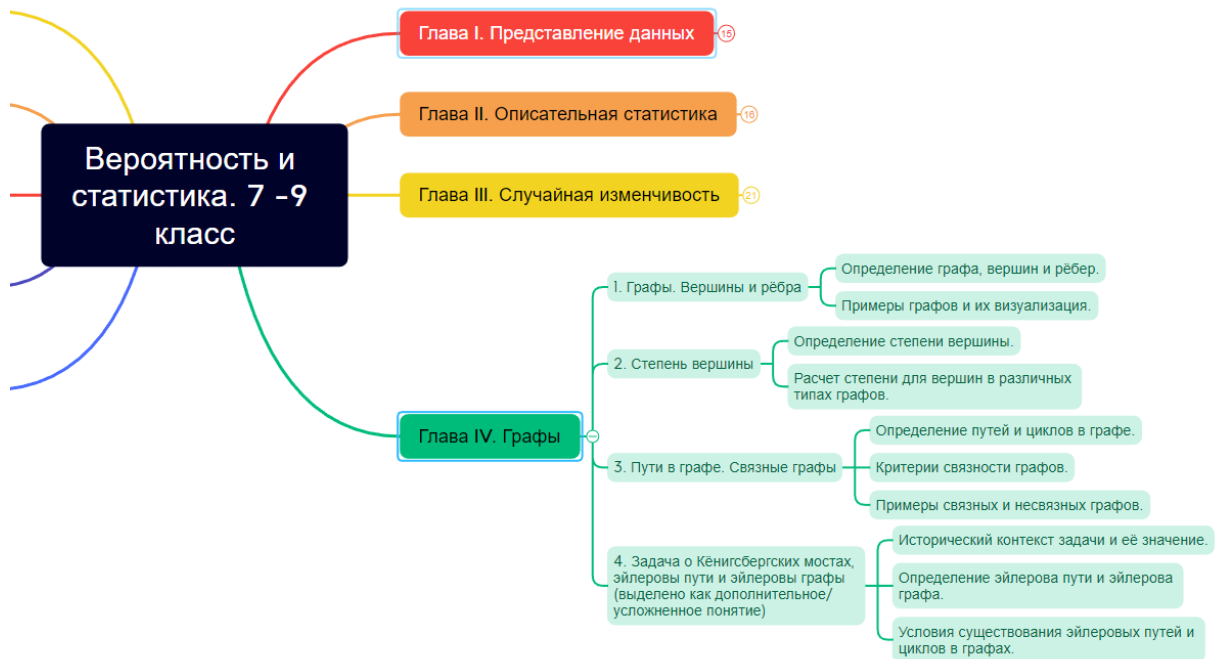 Вероятность и
статистика. 7 -9
класс
Глава I. Представление данных
15
Глава II. Описательная статистика
16
Глава III. Случайная изменчивость
21
Глава IV. Графы
1. Графы. Вершины и рёбра
Определение графа, вершин и рёбер.
Примеры графов и их визуализация.
2. Степень вершины
Определение степени вершины.
Расчет степени для вершин в различных
типах графов.
3. Пути в графе. Связные графы
Определение путей и циклов в графе.
Критерии связности графов.
Примеры связных и несвязных графов.
4. Задача о Кёнигсбергских мостах,
эйлеровы пути и эйлеровы графы
(выделено как дополнительное/
усложненное понятие)
Исторический контекст задачи и её значение.
Определение эйлерова пути и эйлерова
графа.
Условия существования эйлеровых путей и
циклов в графах.